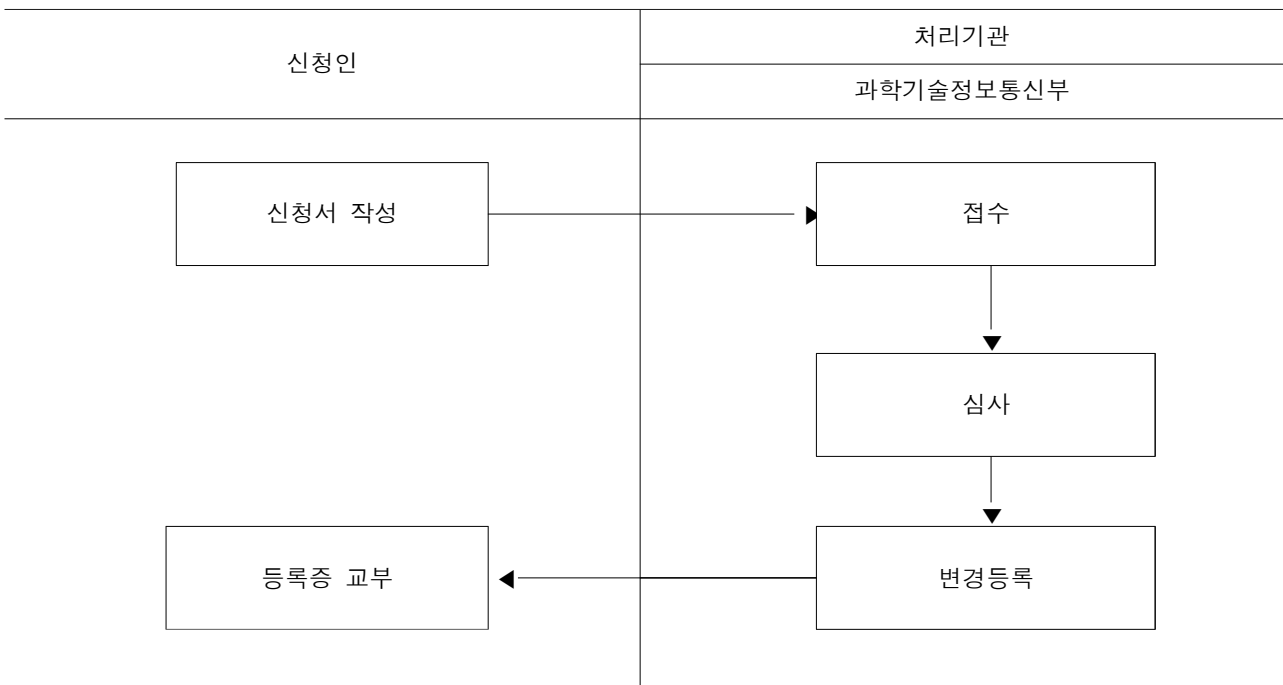 신청인
처리기관
과학기술정보통신부
신청서 작성
접수
심사
등록증 교부
변경등록